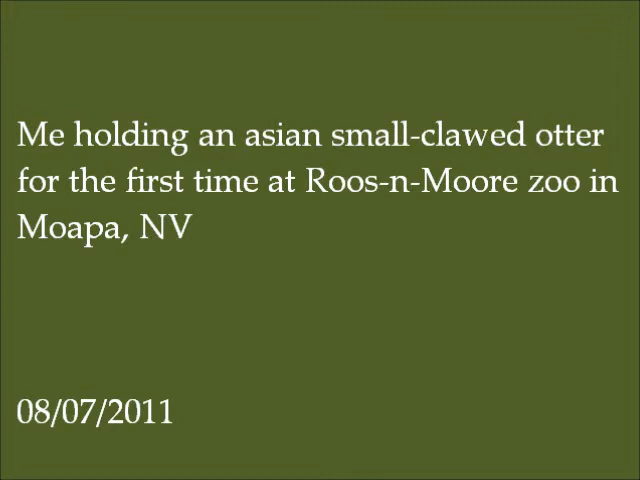 Me holding an asian small-clawed otter
for the first time at Roos-n-Moore zoo in
Moapa, NV
08/07/2011